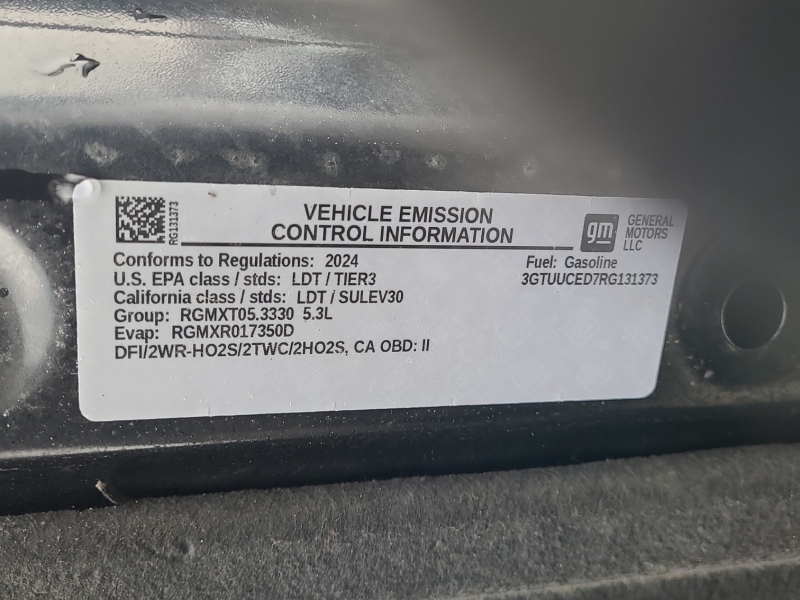 RG131373
VEHICLE EMISSION
CONTROL INFORMATION
gm
GENERAL
MOTORS
LLC
Conforms to Regulations: 2024
Fuel: Gasoline
U.S. EPA class / stds: LDT / TIER3
3GTUUCED7RG131373
California class / stds: LDT / SULEV30
Group: RGMXT05.3330 5.3L
Evap: RGMXR017350D
DFI/2WR-HO2S/2TWC/2HO2S, CA OBD: II